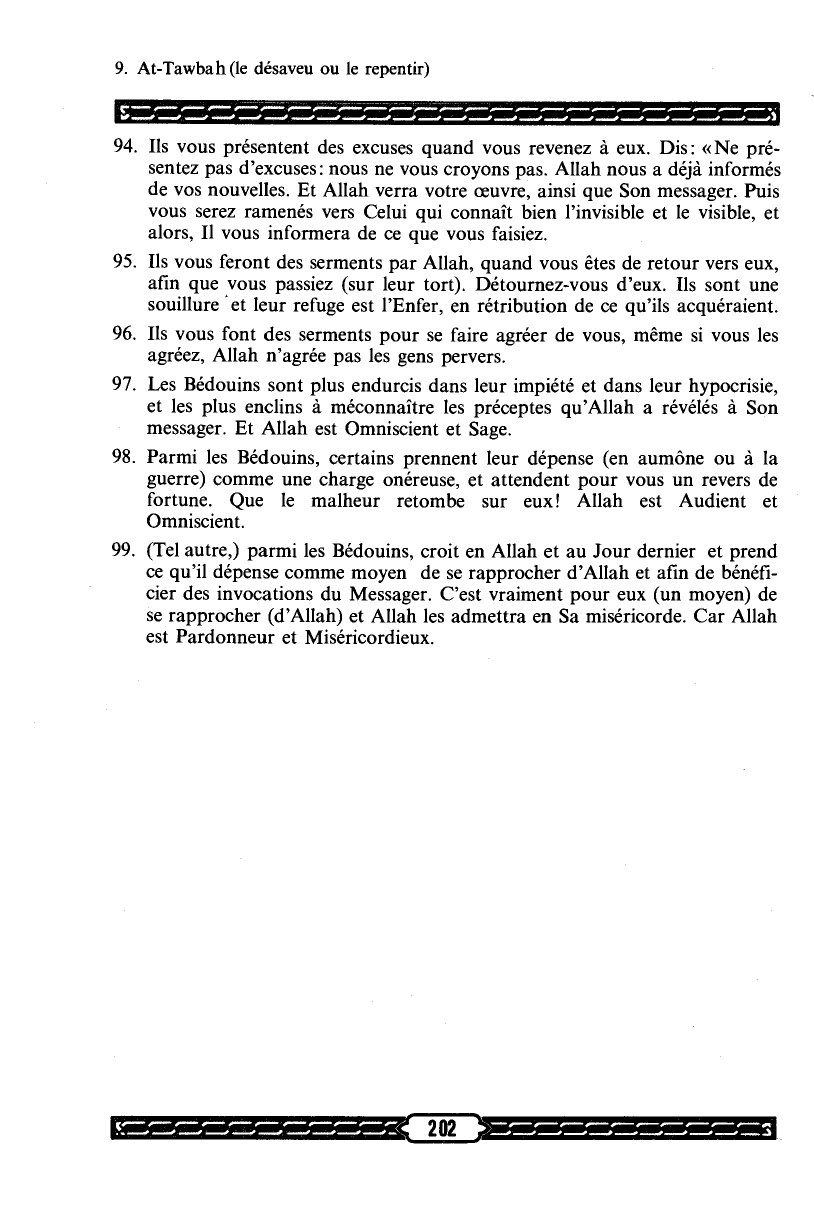 9. At-Tawbah (le désaveu ou le repentir)
94. Ils vous présentent des excuses quand vous revenez à eux. Dis: «Ne pré-
sentez pas d'excuses: nous ne vous croyons pas. Allah nous a déjà informés
de vos nouvelles. Et Allah verra votre œuvre, ainsi que Son messager. Puis
vous serez ramenés vers Celui qui connaît bien l'invisible et le visible, et
alors, Il vous informera de ce que vous faisiez.
95. Ils vous feront des serments par Allah, quand vous êtes de retour vers eux,
afin que vous passiez (sur leur tort). Détournez-vous d'eux. Ils sont une
souillure et leur refuge est l'Enfer, en rétribution de ce qu'ils acquéraient.
96. Ils vous font des serments pour se faire agréer de vous, même si vous les
agréez, Allah n'agrée pas les gens pervers.
97. Les Bédouins sont plus endurcis dans leur impiété et dans leur hypocrisie,
et les plus enclins à méconnaître les préceptes qu'Allah a révélés à Son
messager. Et Allah est Omniscient et Sage.
98. Parmi les Bédouins, certains prennent leur dépense (en aumône ou à la
guerre) comme une charge onéreuse, et attendent pour vous un revers de
fortune. Que le malheur retombe sur eux! Allah est Audient et
Omniscient.
99. (Tel autre,) parmi les Bédouins, croit en Allah et au Jour dernier et prend
ce qu'il dépense comme moyen de se rapprocher d'Allah et afin de bénéfi-
cier des invocations du Messager. C'est vraiment pour eux (un moyen) de
se rapprocher (d'Allah) et Allah les admettra en Sa miséricorde. Car Allah
est Pardonneur et Miséricordieux.
202